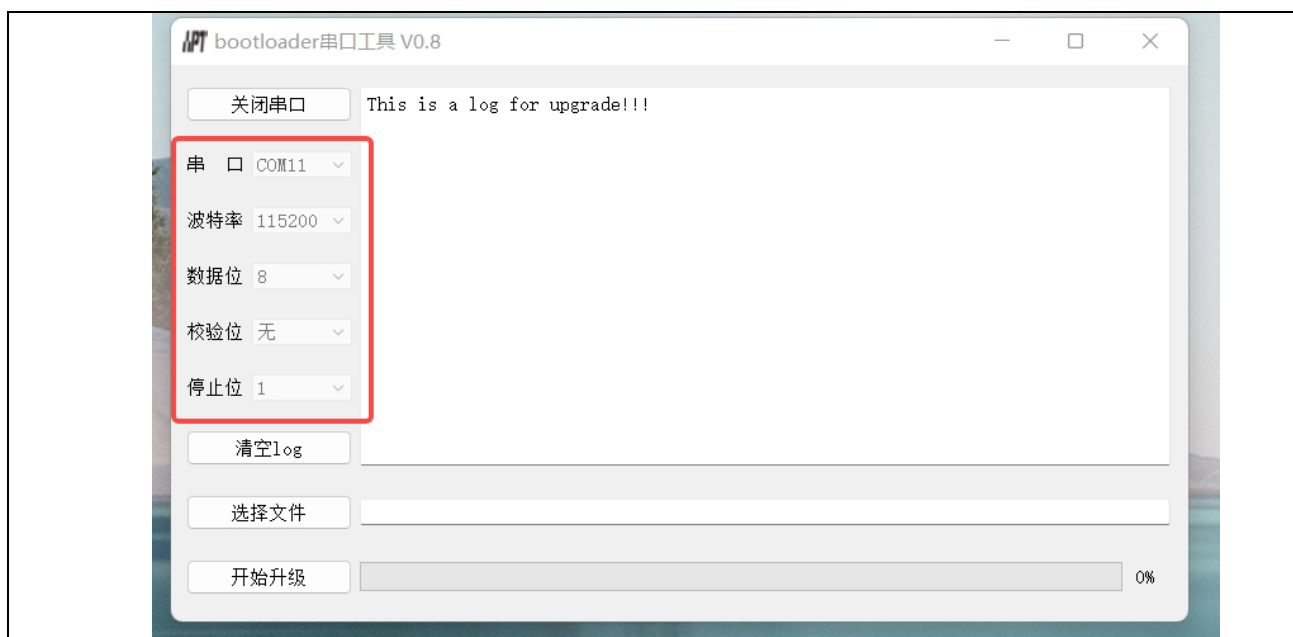 APT bootloader串口工具 V0.8
关闭串口
This is a log for upgrade!!!
串 口 COM11
波特率 115200
数据位 8
校验位 无
停止位 1
清空log
选择文件
开始升级 0%